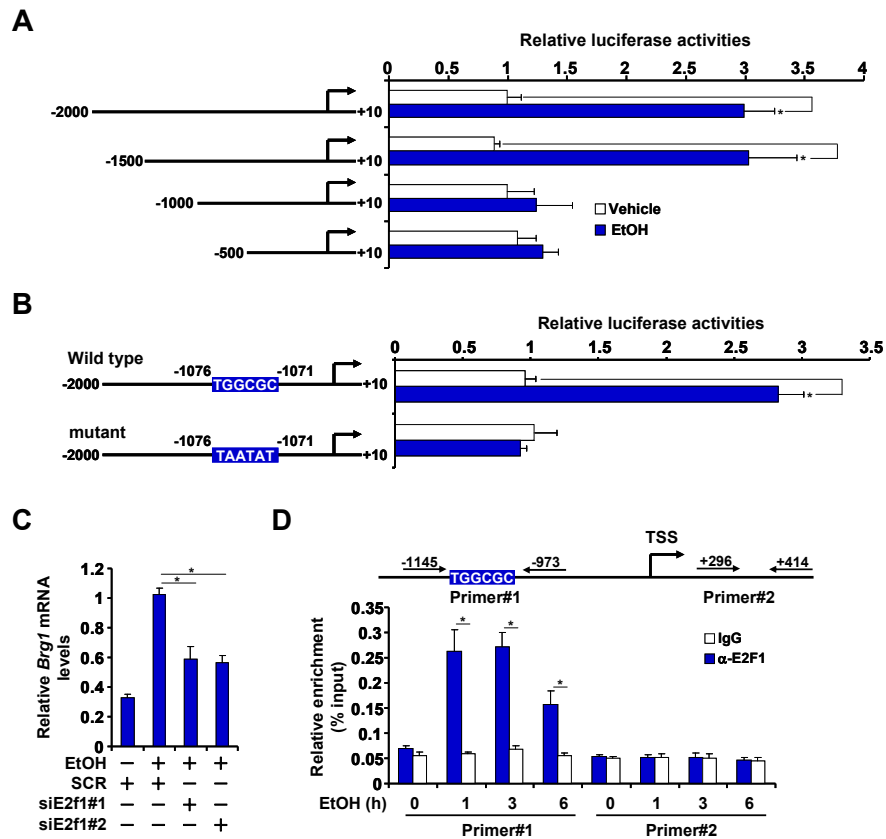 A
Relative luciferase activities
0 0.5 1 1.5 2 2.5 3 3.5 4
-2000 +10 *
-1500 +10 *
-1000 +10
Vehicle
EtOH
-500 +10
B
Relative luciferase activities
0 0.5 1 1.5 2 2.5 3 3.5
Wild type
-1076 -1071
-2000 TGGCGC +10 *
mutant
-1076 -1071
-2000 TAATAT +10
C
Relative Brg1 mRNA
levels
1.2
1
0.8
0.6
0.4
0.2
0
*
*
EtOH – + + +
SCR + + – –
siE2f1#1 – – + –
siE2f1#2 – – – +
D
TSS
-1145 -973 +296 +414
TGGCGC
Primer#1 Primer#2
Relative enrichment
(% input)
0.35
0.3
0.25
0.20
0.15
0.10
0.05
0
* * *
IgG
α-E2F1
EtOH (h) 0 1 3 6 0 1 3 6
Primer#1 Primer#2